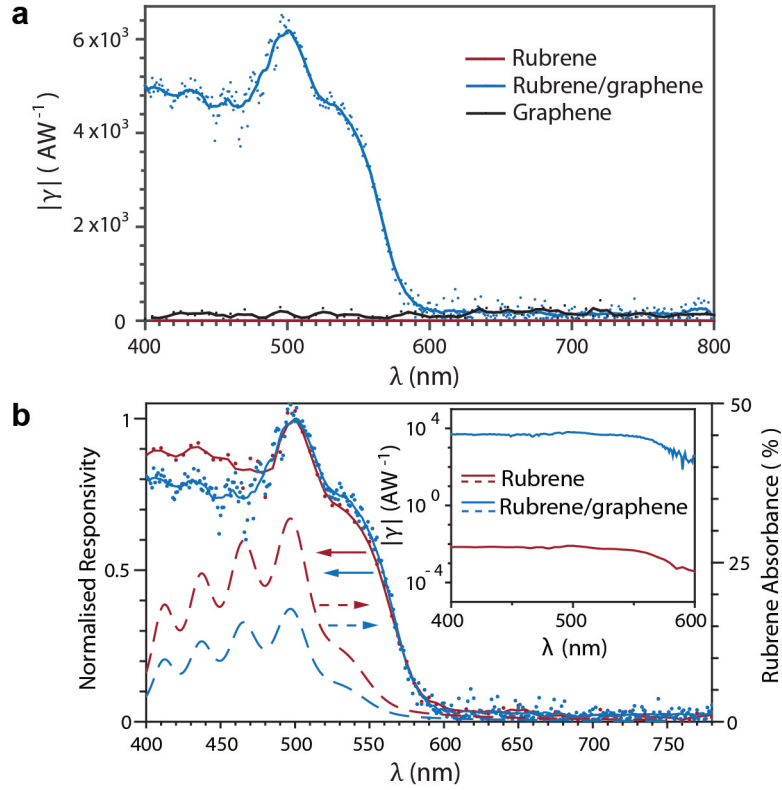 a
|γ| ( AW⁻¹ )
6 x10³
4 x10³
2 x10³
0
Rubrene
Rubrene/graphene
Graphene
400 500 600 700 800
λ (nm)
b
Normalised Responsivity
1
0.5
0
400 450 500 550 600 650 700 750
λ (nm)
50
25
0
Rubrene Absorbance ( % )
|γ| (AW⁻¹)
10⁴
10⁰
10⁻⁴
Rubrene
Rubrene/graphene
400 500 600
λ (nm)